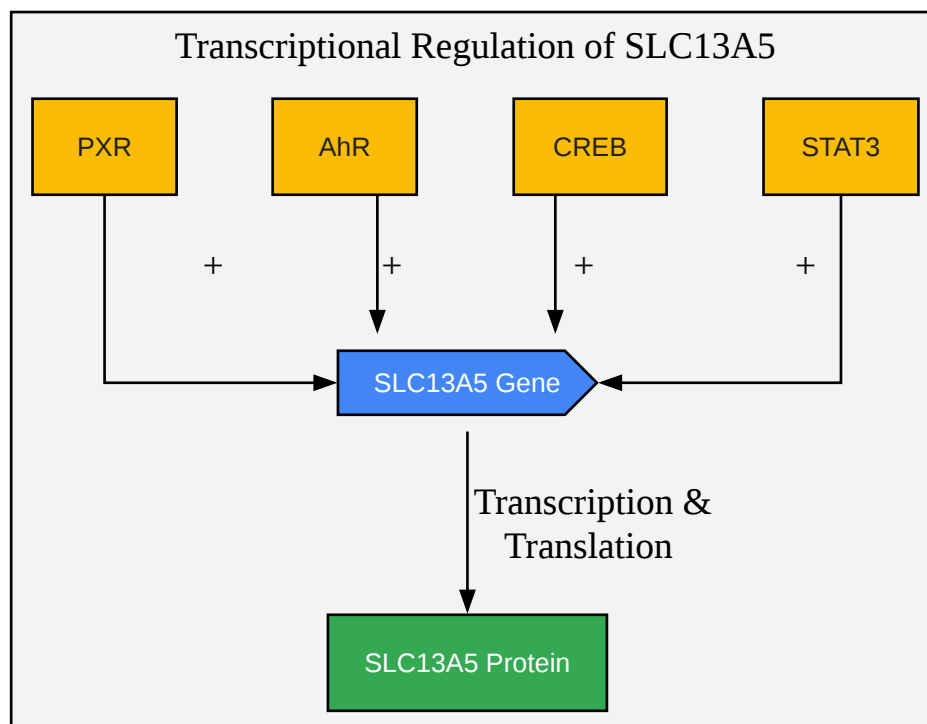 Transcriptional Regulation of SLC13A5
PXR
AhR
CREB
STAT3
+
+
+
+
SLC13A5 Gene
Transcription &
Translation
SLC13A5 Protein